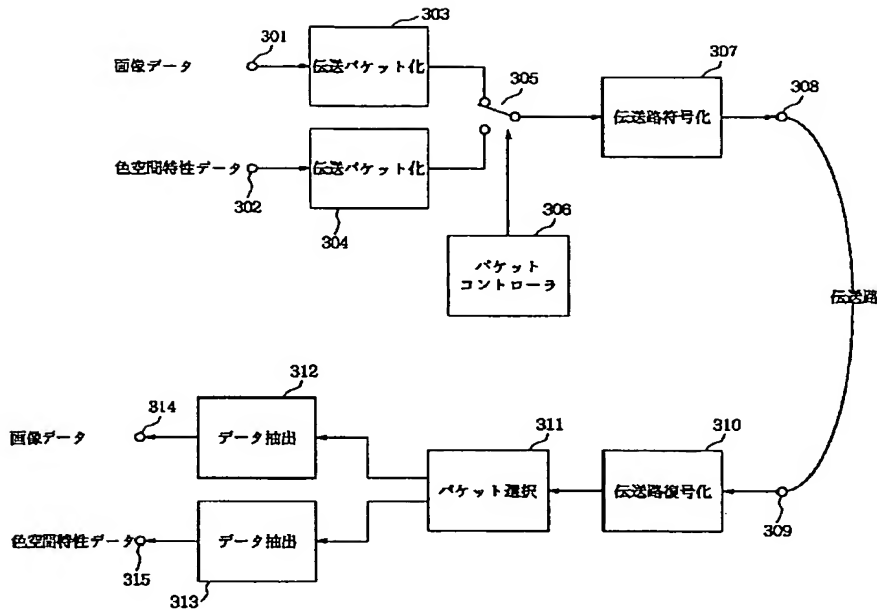 303
301
画像データ
伝送パケット化
305
307
308
伝送路符号化
色空間特性データ
伝送パケット化
302
304
306
パケット
コントローラ
伝送路
312
314
画像データ
データ抽出
311
310
パケット選択
伝送路復号化
309
色空間特性データ
データ抽出
315
313